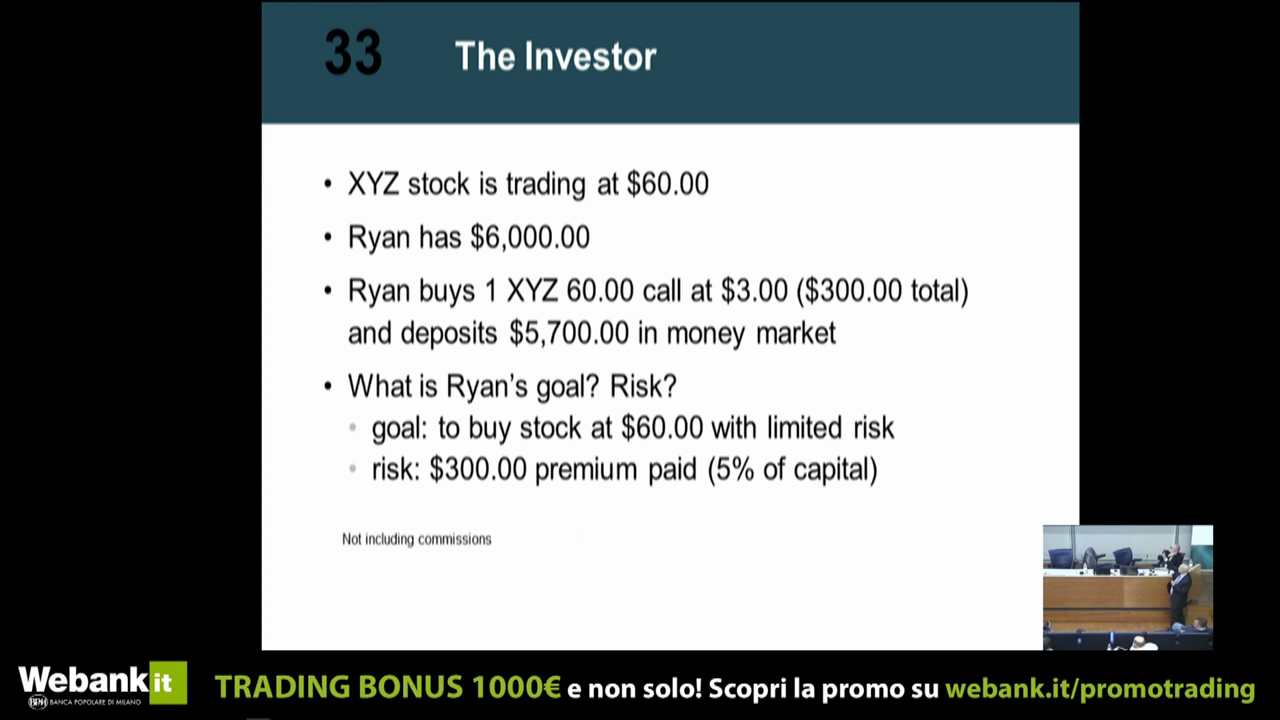 33 The Investor
• XYZ stock is trading at $60.00
• Ryan has $6,000.00
• Ryan buys 1 XYZ 60.00 call at $3.00 ($300.00 total)
and deposits $5,700.00 in money market
• What is Ryan's goal? Risk?
• goal: to buy stock at $60.00 with limited risk
• risk: $300.00 premium paid (5% of capital)
Not including commissions
Webank it
BPM BANCA POPOLARE DI MILANO
TRADING BONUS 1000€ e non solo! Scopri la promo su webank.it/promotrading